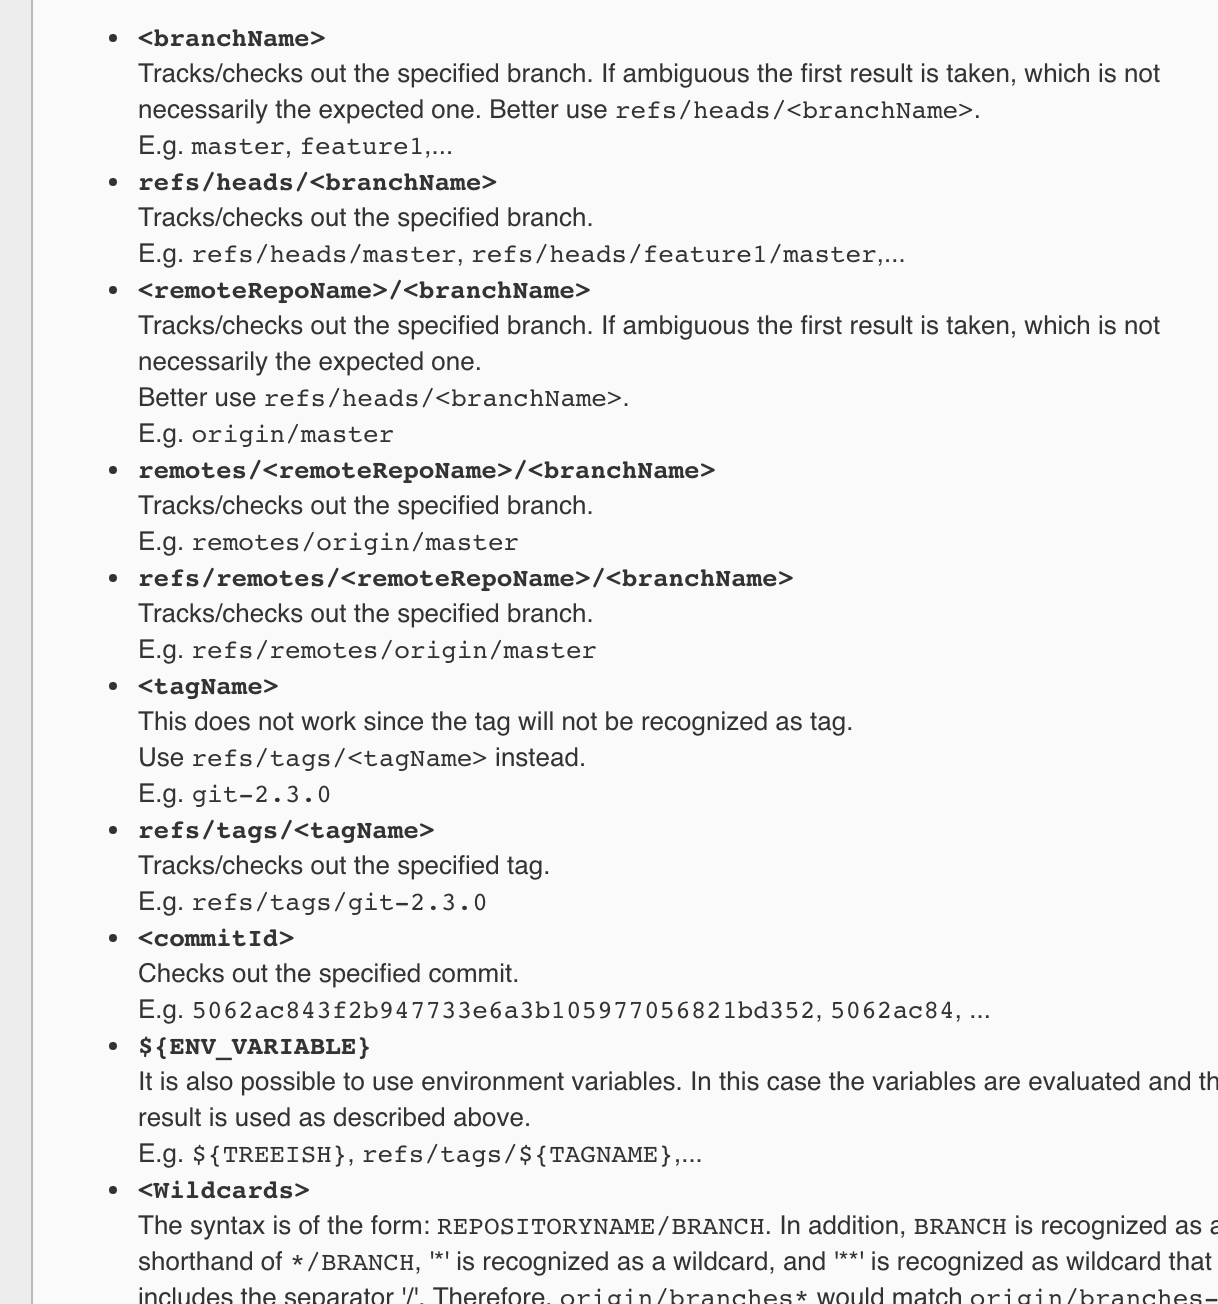 <branchName>
Tracks/checks out the specified branch. If ambiguous the first result is taken, which is not
necessarily the expected one. Better use refs/heads/<branchName>.
E.g. master, feature1,...
refs/heads/<branchName>
Tracks/checks out the specified branch.
E.g. refs/heads/master, refs/heads/feature1/master,...
<remoteRepoName>/<branchName>
Tracks/checks out the specified branch. If ambiguous the first result is taken, which is not
necessarily the expected one.
Better use refs/heads/<branchName>.
E.g. origin/master
remotes/<remoteRepoName>/<branchName>
Tracks/checks out the specified branch.
E.g. remotes/origin/master
refs/remotes/<remoteRepoName>/<branchName>
Tracks/checks out the specified branch.
E.g. refs/remotes/origin/master
<tagName>
This does not work since the tag will not be recognized as tag.
Use refs/tags/<tagName> instead.
E.g. git-2.3.0
refs/tags/<tagName>
Tracks/checks out the specified tag.
E.g. refs/tags/git-2.3.0
<commitId>
Checks out the specified commit.
E.g. 5062ac843f2b947733e6a3b105977056821bd352, 5062ac84, ...
${ENV_VARIABLE}
It is also possible to use environment variables. In this case the variables are evaluated and th
result is used as described above.
E.g. ${TREEISH}, refs/tags/${TAGNAME},...
<Wildcards>
The syntax is of the form: REPOSITORYNAME/BRANCH. In addition, BRANCH is recognized as a
shorthand of */BRANCH, '*' is recognized as a wildcard, and '**' is recognized as wildcard that
includes the separator '/'. Therefore, origin/branches* would match origin/branches-